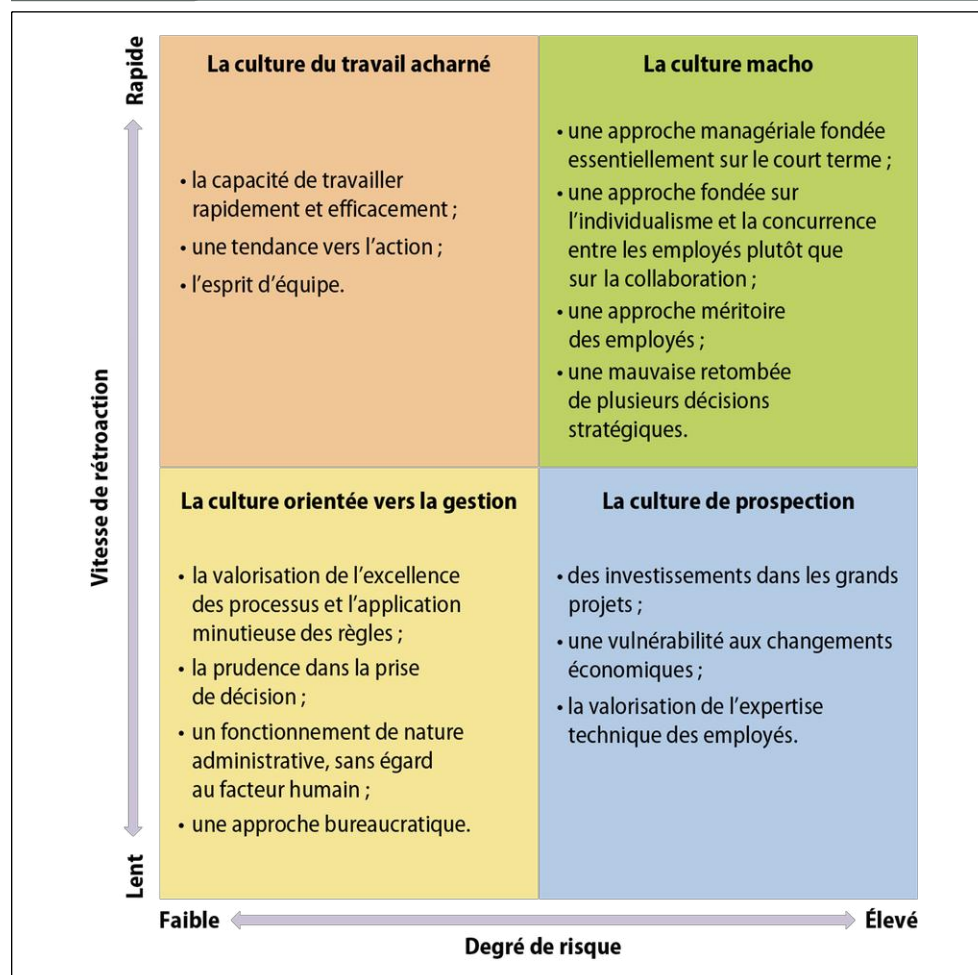 Rapide
Vitesse de rétroaction
Lent
La culture du travail acharné
• la capacité de travailler
rapidement et efficacement ;
• une tendance vers l’action ;
• l’esprit d’équipe.
La culture macho
• une approche managériale fondée
essentiellement sur le court terme ;
• une approche fondée sur
l’individualisme et la concurrence
entre les employés plutôt que
sur la collaboration ;
• une approche méritoire
des employés ;
• une mauvaise retombée
de plusieurs décisions
stratégiques.
La culture orientée vers la gestion
• la valorisation de l’excellence
des processus et l’application
minutieuse des règles ;
• la prudence dans la prise
de décision ;
• un fonctionnement de nature
administrative, sans égard
au facteur humain ;
• une approche bureaucratique.
La culture de prospection
• des investissements dans les grands
projets ;
• une vulnérabilité aux changements
économiques ;
• la valorisation de l’expertise
technique des employés.
Faible
Élevé
Degré de risque